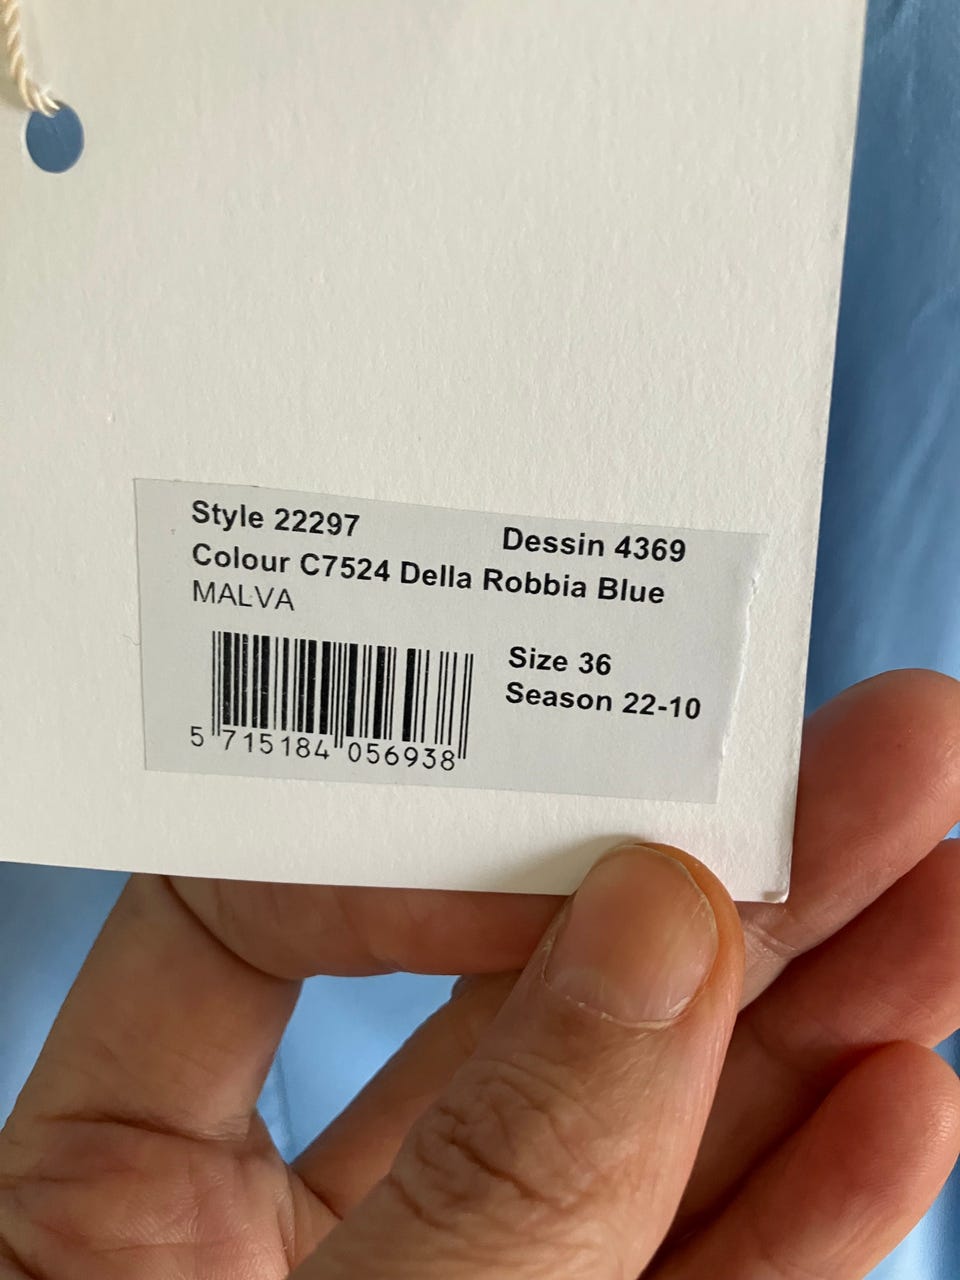 Style 22297 Dessin 4369
Colour C7524 Della Robbia Blue
MALVA
Size 36
Season 22-10
5 715184 056938